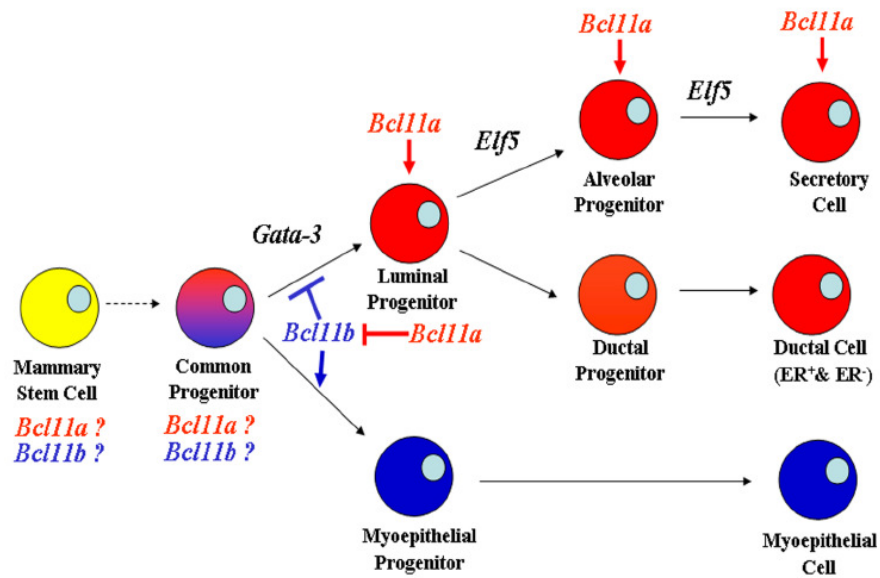 Bcl11a
Bcl11a
Elf5
Bcl11a
Elf5
Alveolar
Progenitor
Secretory
Cell
Gata-3
Luminal
Progenitor
Bcl11b
Bcl11a
Mammary
Stem Cell
Common
Progenitor
Ductal
Progenitor
Ductal Cell
(ER⁺& ER⁻)
Bcl11a ?
Bcl11b ?
Bcl11a ?
Bcl11b ?
Myoepithelial
Progenitor
Myoepithelial
Cell